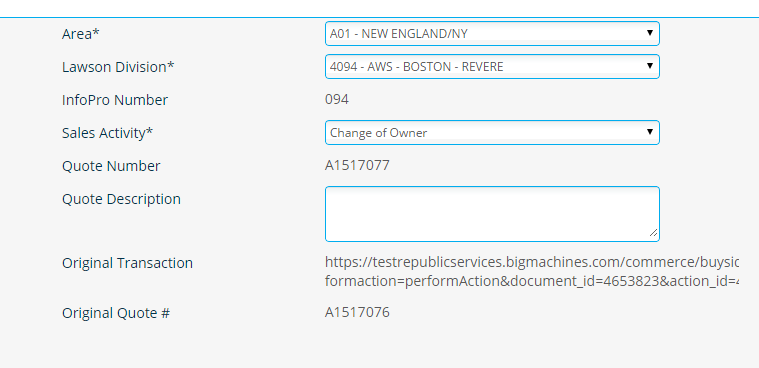 Area* A01 - NEW ENGLAND/NY
Lawson Division* 4094 - AWS - BOSTON - REVERE
InfoPro Number 094
Sales Activity* Change of Owner
Quote Number A1517077
Quote Description
Original Transaction https://testrepublicservices.bigmachines.com/commerce/buysid
formaction=performAction&document_id=4653823&action_id=4
Original Quote # A1517076